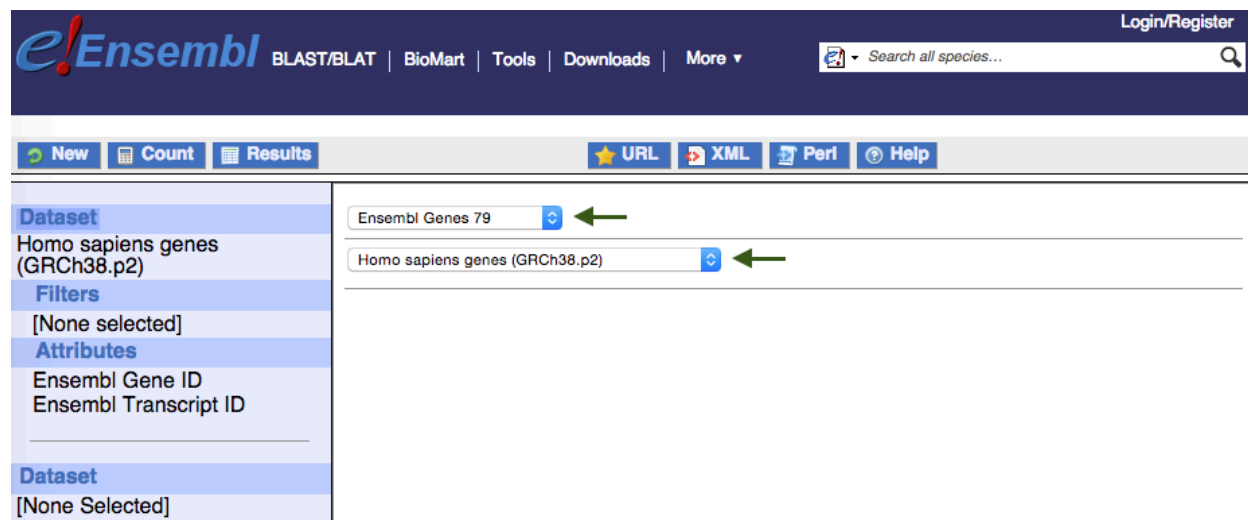 Login/Register
e!Ensembl BLAST/BLAT | BioMart | Tools | Downloads | More ▼ e! Search all species...
New Count Results URL XML Perl Help
Dataset
Homo sapiens genes
(GRCh38.p2)
Filters
[None selected]
Attributes
Ensembl Gene ID
Ensembl Transcript ID
Dataset
[None Selected]
Ensembl Genes 79
Homo sapiens genes (GRCh38.p2)